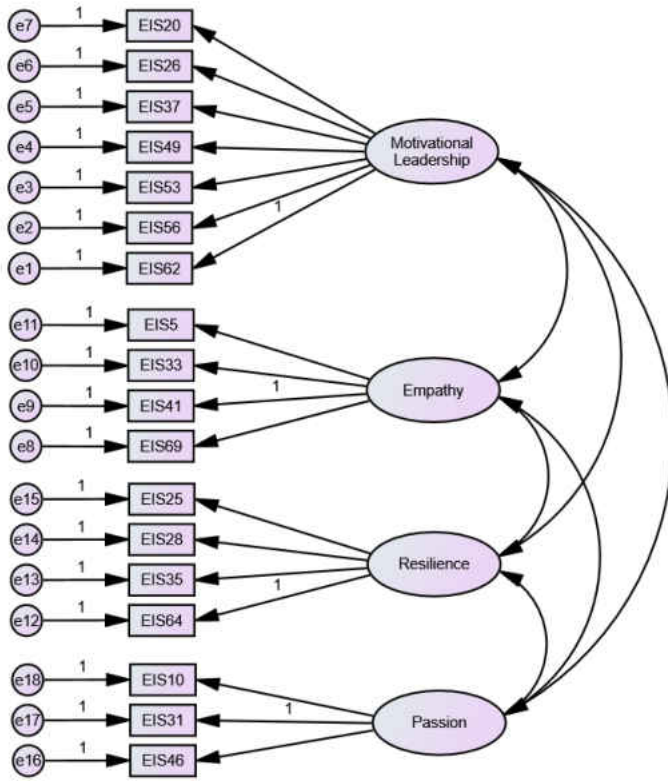 e7 1 EIS20
e6 1 EIS26
e5 1 EIS37
e4 1 EIS49
e3 1 EIS53
e2 1 EIS56
e1 1 EIS62
1
Motivational
Leadership
e11 1 EIS5
e10 1 EIS33
e9 1 EIS41 1
e8 1 EIS69
Empathy
e15 1 EIS25
e14 1 EIS28
e13 1 EIS35
e12 1 EIS64
1
Resilience
e18 1 EIS10
e17 1 EIS31 1
e16 1 EIS46
Passion